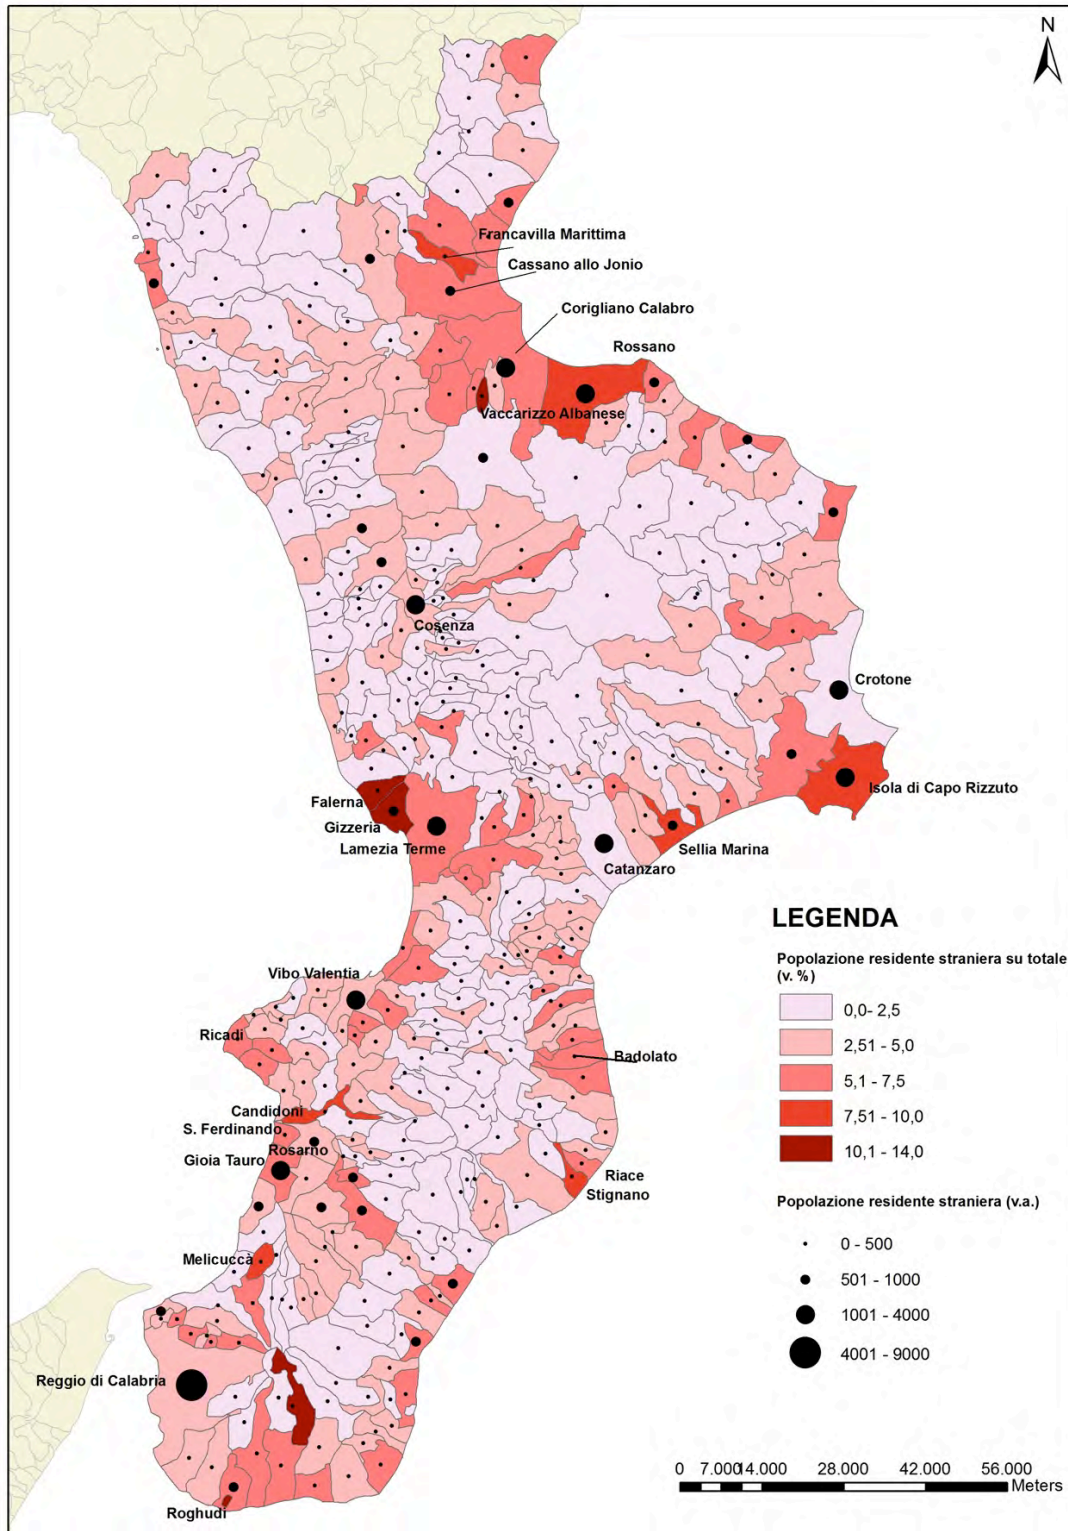 N
Francavilla Marittima
Cassano allo Jonio
Corigliano Calabro
Rossano
Vaccarizzo Albanese
Cosenza
Crotone
Isola di Capo Rizzuto
Falerna
Gizzeria
Lamezia Terme
Sellia Marina
Catanzaro
LEGENDA
Popolazione residente straniera su totale
(v. %)
0,0- 2,5
2,51 - 5,0
5,1 - 7,5
7,51 - 10,0
10,1 - 14,0
Popolazione residente straniera (v.a.)
0 - 500
501 - 1000
1001 - 4000
4001 - 9000
Vibo Valentia
Ricadi
Badolato
Candidoni
S. Ferdinando
Rosarno
Gioia Tauro
Riace
Stignano
Melicuccà
Reggio di Calabria
Roghudi
0 7.00014.000 28.000 42.000 56.000
Meters